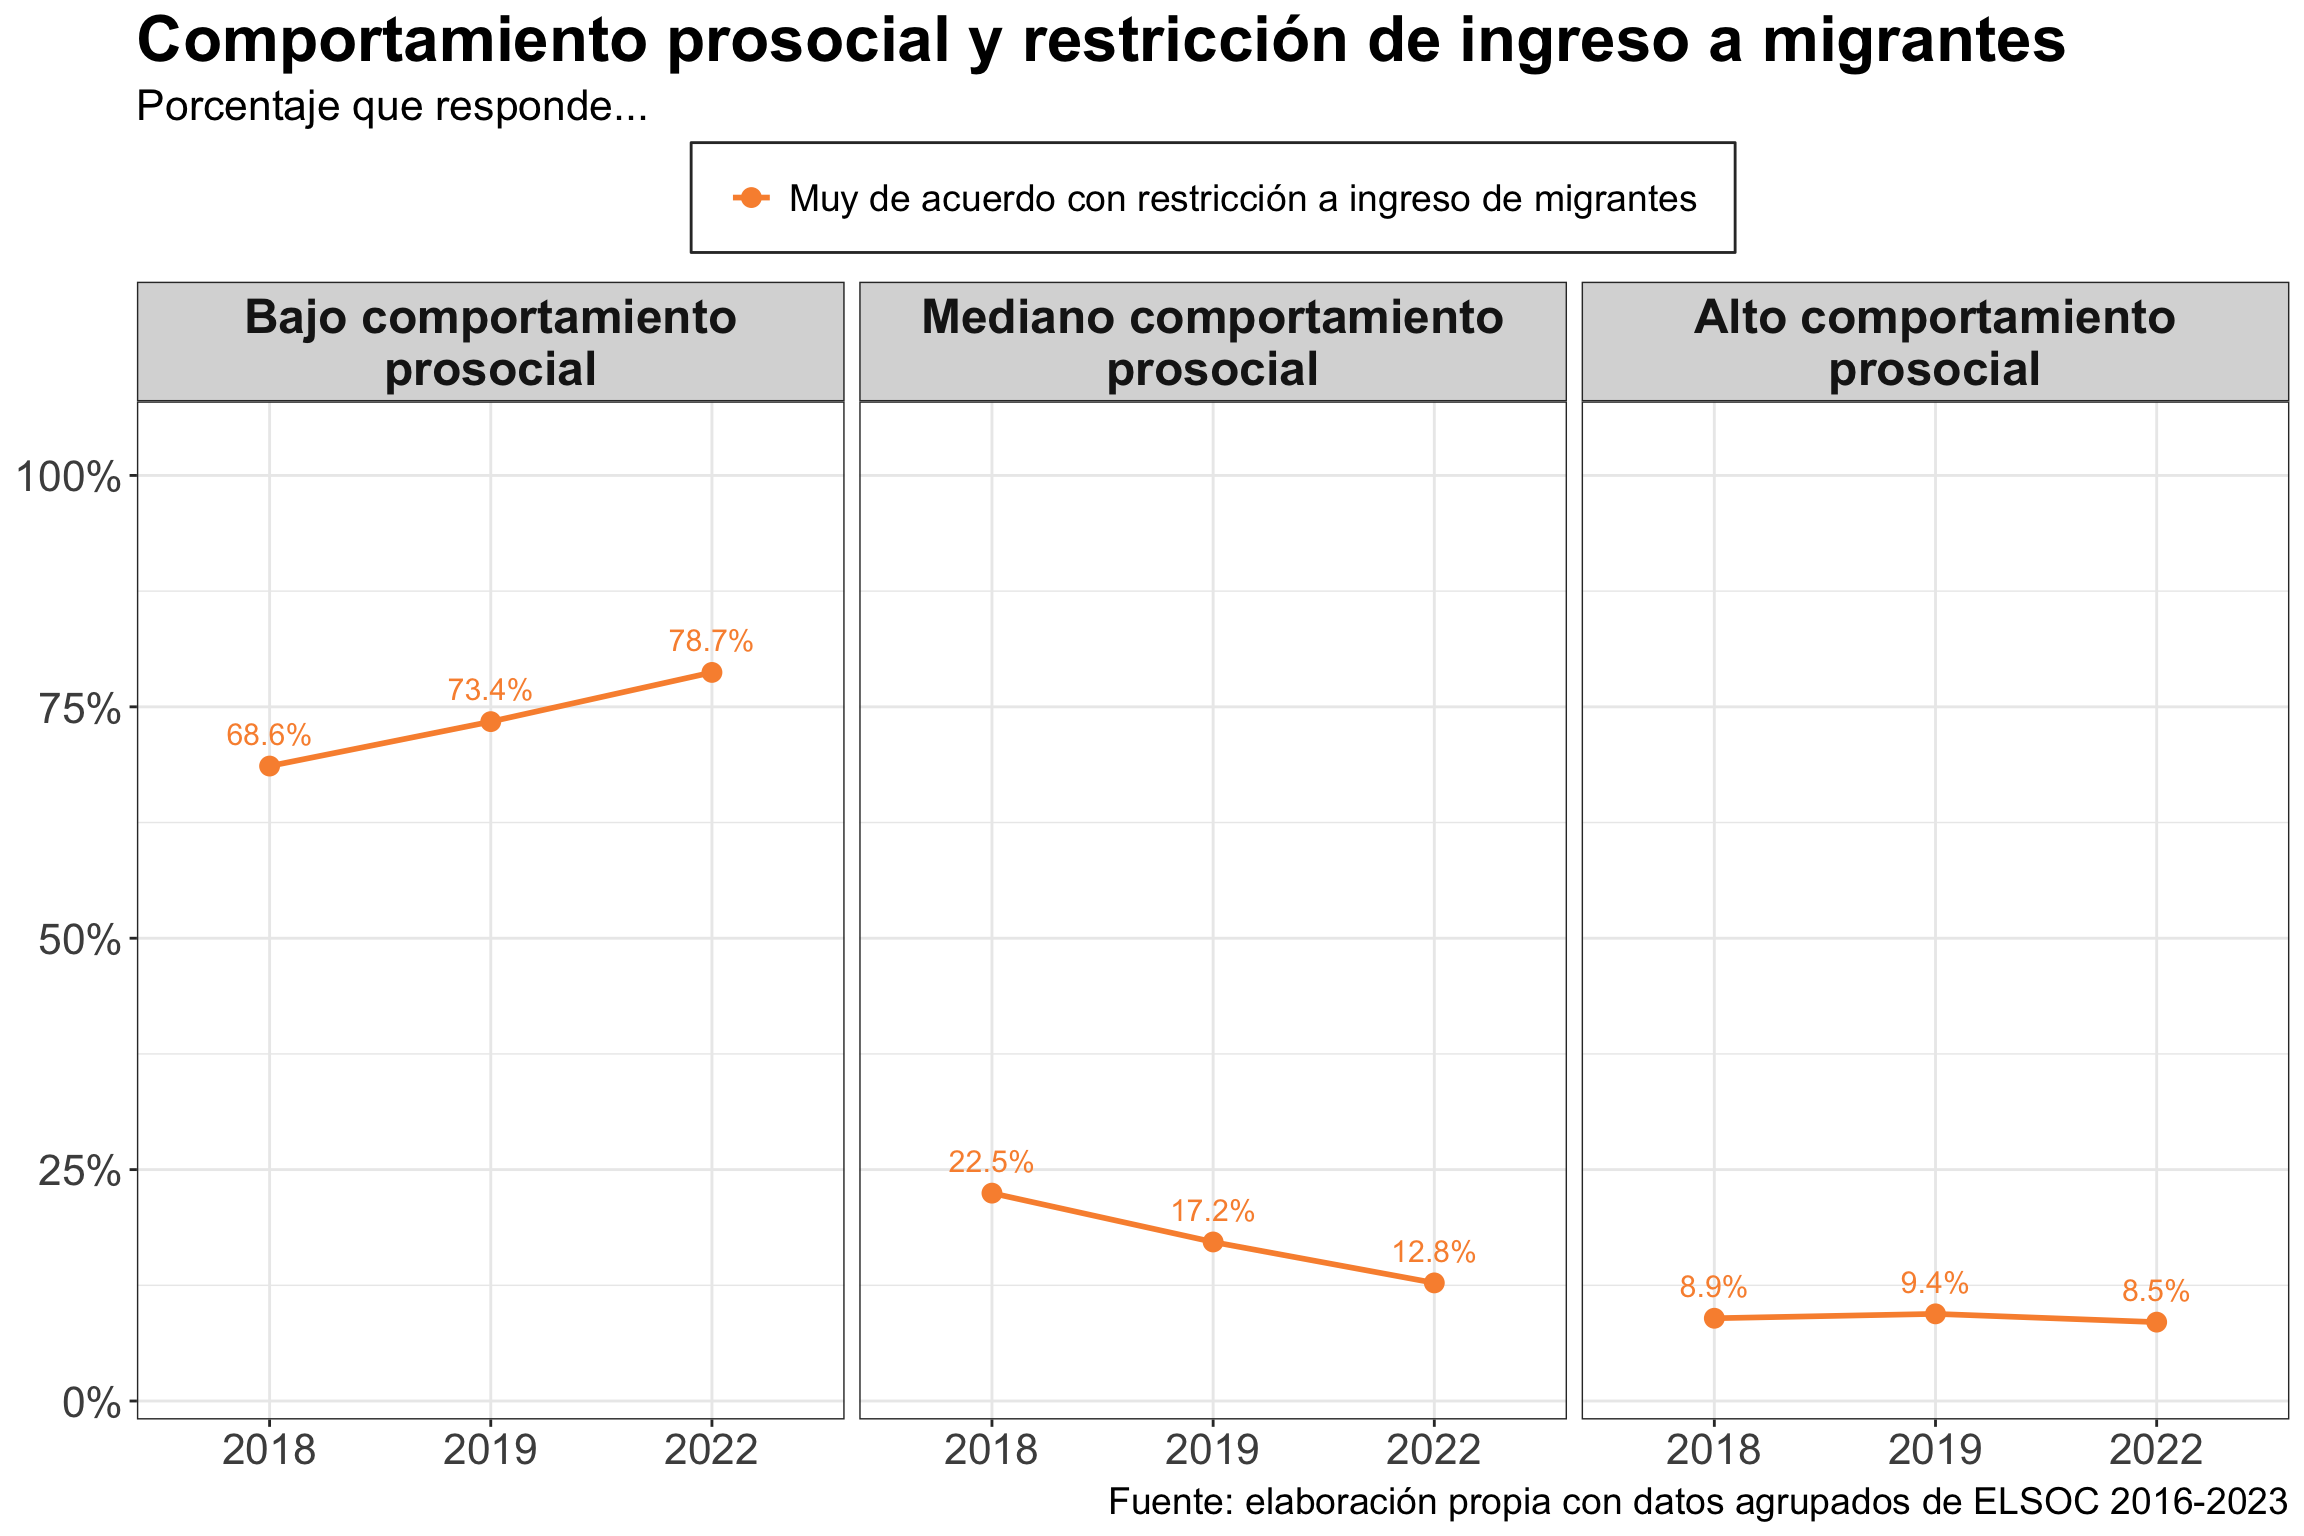 Comportamiento prosocial y restricción de ingreso a migrantes
Porcentaje que responde...
Muy de acuerdo con restricción a ingreso de migrantes
Bajo comportamiento
prosocial
Mediano comportamiento
prosocial
Alto comportamiento
prosocial
100%
75%
50%
25%
0%
68.6%
73.4%
78.7%
22.5%
17.2%
12.8%
8.9%
9.4%
8.5%
2018
2019
2022
2018
2019
2022
2018
2019
2022
Fuente: elaboración propia con datos agrupados de ELSOC 2016-2023